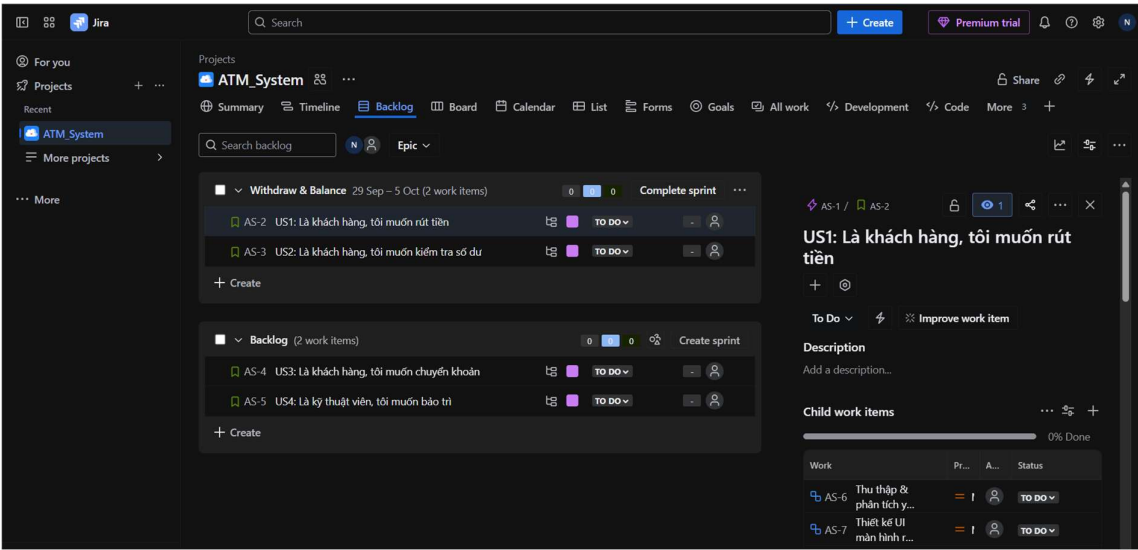 Jira
Search
+ Create
Premium trial
N
For you
Projects
Recent
ATM_System
More projects
More
Projects
ATM_System
Share
Summary
Timeline
Backlog
Board
Calendar
List
Forms
Goals
All work
Development
Code
More 3
Search backlog
N
Epic
Withdraw & Balance 29 Sep – 5 Oct (2 work items)
0 0 0
Complete sprint
AS-2 US1: Là khách hàng, tôi muốn rút tiền
TO DO
-
AS-3 US2: Là khách hàng, tôi muốn kiểm tra số dư
TO DO
-
+ Create
Backlog (2 work items)
0 0 0
Create sprint
AS-4 US3: Là khách hàng, tôi muốn chuyển khoản
TO DO
-
AS-5 US4: Là kỹ thuật viên, tôi muốn bảo trì
TO DO
-
+ Create
AS-1 / AS-2
1
US1: Là khách hàng, tôi muốn rút
tiền
To Do
Improve work item
Description
Add a description...
Child work items
0% Done
Work Pr... A... Status
AS-6 Thu thập &
phân tích y...
TO DO
AS-7 Thiết kế UI
màn hình r...
TO DO